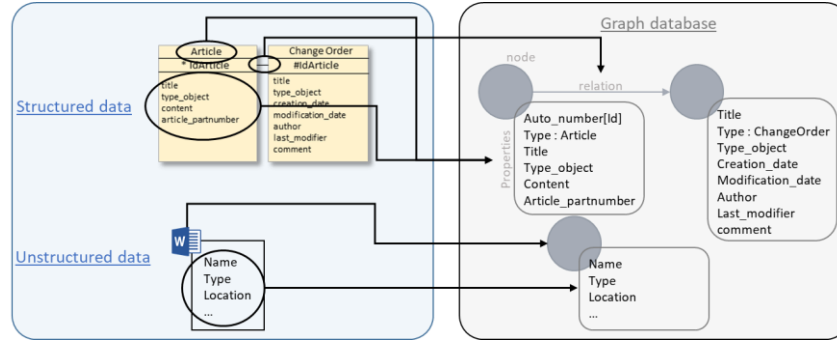 Graph database
Article
Change Order
* IdArticle
#IdArticle
title
type_object
content
article_partnumber
title
type_object
creation_date
modification_date
author
last_modifier
comment
Structured data
node
relation
Properties
Auto_number[Id]
Type : Article
Title
Type_object
Content
Article_partnumber
Title
Type : ChangeOrder
Type_object
Creation_date
Modification_date
Author
Last_modifier
comment
Unstructured data
W
Name
Type
Location
...
Name
Type
Location
...